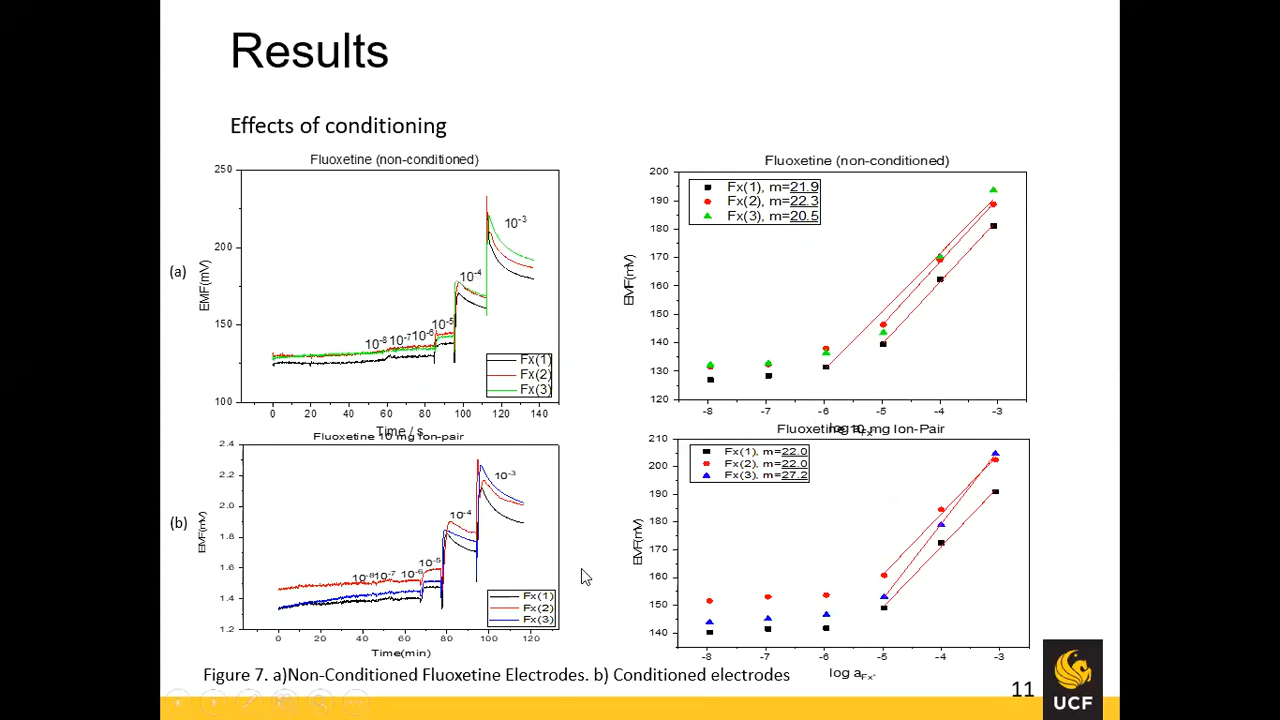 Results
Effects of conditioning
(a)
Fluoxetine (non-conditioned)
EMF(mV)
250
200
150
100
10-8 10-7 10-6 10-5
10-4
10-3
Fx(1)
Fx(2)
Fx(3)
0 20 40 60 80 100 120 140
Time / s
Fluoxetine (non-conditioned)
EMF(mV)
200
190
180
170
160
150
140
130
120
Fx(1), m=21.9
Fx(2), m=22.3
Fx(3), m=20.5
-8 -7 -6 -5 -4 -3
(b)
Fluoxetine 10 mg Ion-pair
EMF(mV)
2.4
2.2
2.0
1.8
1.6
1.4
1.2
10-8 10-7 10-6 10-5
10-4
10-3
Fx(1)
Fx(2)
Fx(3)
0 20 40 60 80 100 120
Time(min)
Fluoxetine 10 mg Ion-Pair
EMF(mV)
210
200
190
180
170
160
150
140
Fx(1), m=22.0
Fx(2), m=22.0
Fx(3), m=27.2
-8 -7 -6 -5 -4 -3
log aFx-
Figure 7. a)Non-Conditioned Fluoxetine Electrodes. b) Conditioned electrodes
11
UCF